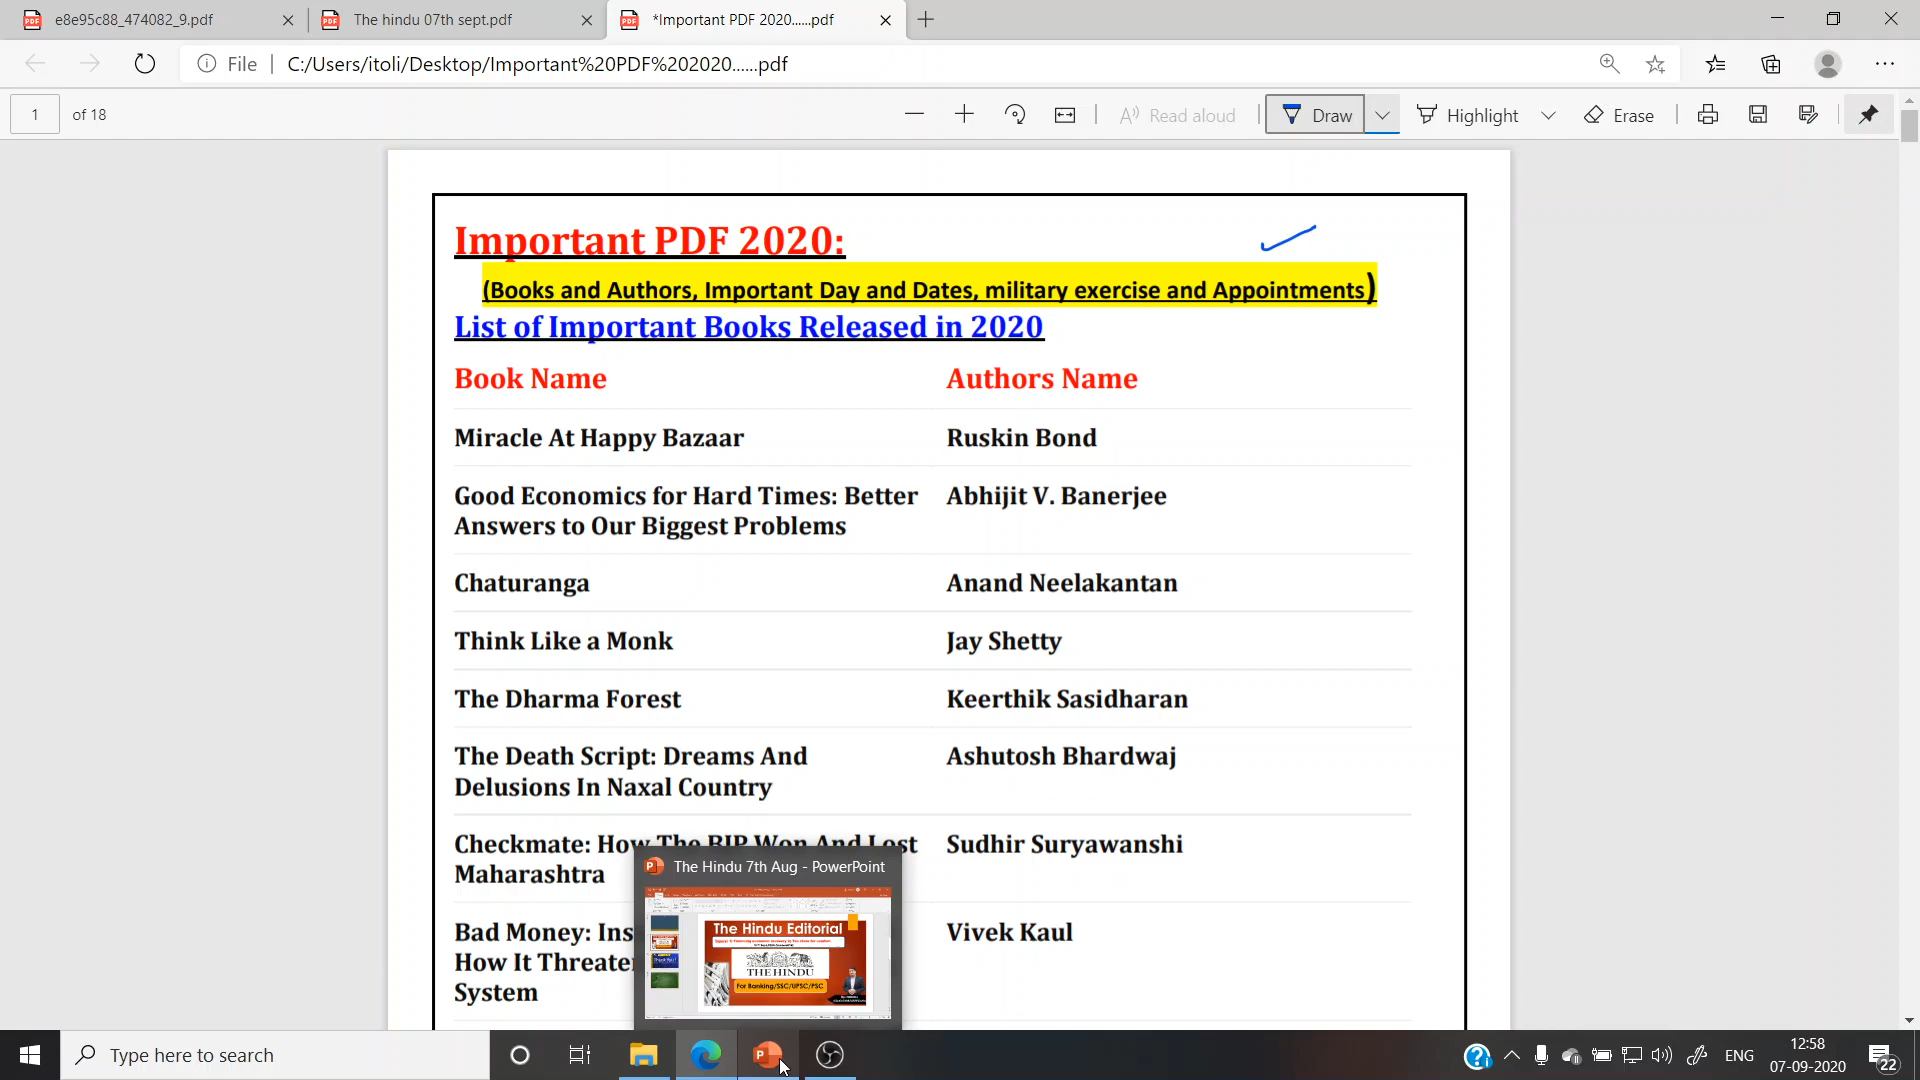 e8e95c88_474082_9.pdf
The hindu 07th sept.pdf
*Important PDF 2020......pdf
File
C:/Users/itoli/Desktop/Important%20PDF%202020......pdf
1 of 18
Read aloud
Draw
Highlight
Erase
Important PDF 2020:
(Books and Authors, Important Day and Dates, military exercise and Appointments)
List of Important Books Released in 2020
Book Name Authors Name
Miracle At Happy Bazaar Ruskin Bond
Good Economics for Hard Times: Better Abhijit V. Banerjee
Answers to Our Biggest Problems
Chaturanga Anand Neelakantan
Think Like a Monk Jay Shetty
The Dharma Forest Keerthik Sasidharan
The Death Script: Dreams And Ashutosh Bhardwaj
Delusions In Naxal Country
Checkmate: How The BJP Won And Lost Sudhir Suryawanshi
Maharashtra
Bad Money: Ins Vivek Kaul
How It Threate
System
The Hindu 7th Aug - PowerPoint
The Hindu Editorial
THE HINDU
For Banking/SSC/UPSC/PSC
Type here to search
ENG
12:58
07-09-2020
22